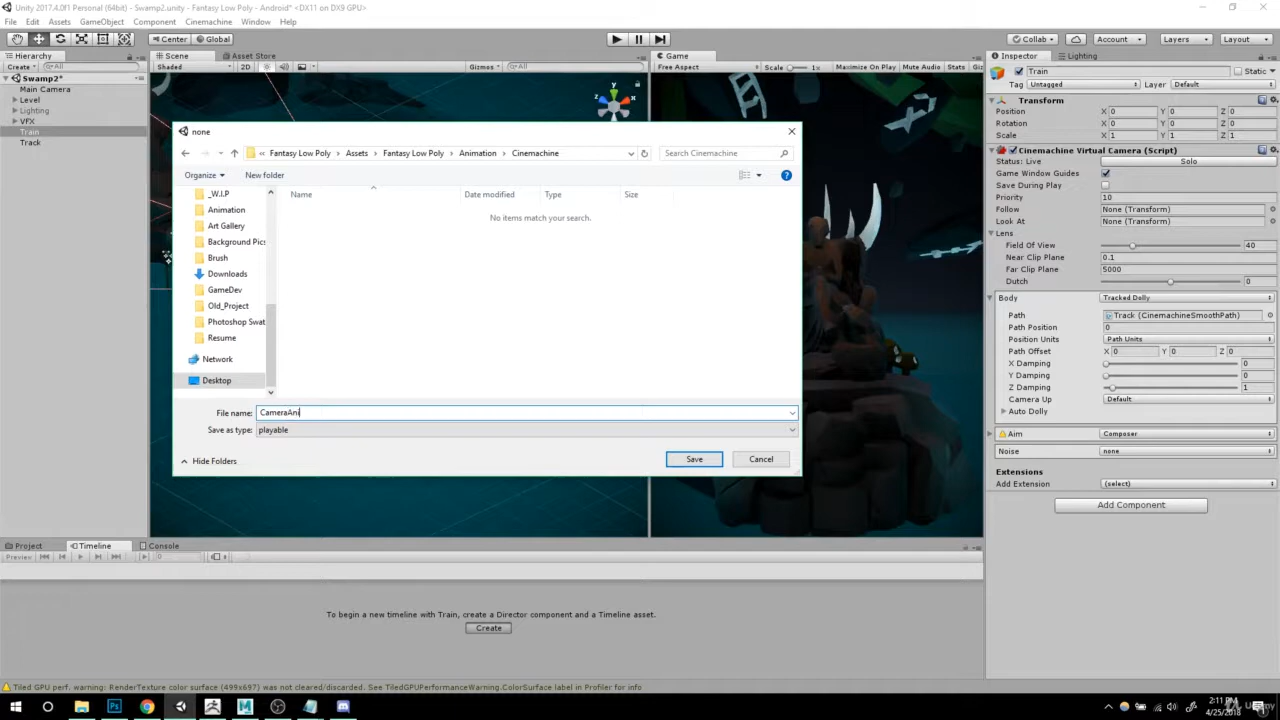 Unity 2017.4.0f1 Personal (64bit) - Swamp2.unity - Fantasy Low Poly - Android* <DX11 on DX9 GPU>
File Edit Assets GameObject Component Cinemachine Window Help
Center Global Collab Account Layers Layout
Hierarchy Scene Asset Store Game Inspector Lighting
Create All Shaded 2D Gizmos All Free Aspect Scale 1x Maximize On Play Mute Audio Stats Gizmos
Swamp2*
Main Camera
Level
Lighting
VFX
Train
Track
y
x
none
« Fantasy Low Poly > Assets > Fantasy Low Poly > Animation > Cinemachine
Search Cinemachine
Organize New folder
_W.I.P
Animation
Art Gallery
Background Pics
Brush
Downloads
GameDev
Old_Project
Photoshop Swat
Resume
Network
Desktop
Name Date modified Type Size
No items match your search.
File name: CameraAni
Save as type: playable
Hide Folders Save Cancel
Train Static
Tag Untagged Layer Default
Transform
Position X 0 Y 0 Z 0
Rotation X 0 Y 0 Z 0
Scale X 1 Y 1 Z 1
Cinemachine Virtual Camera (Script)
Status: Live Solo
Game Window Guides
Save During Play
Priority 10
Follow None (Transform)
Look At None (Transform)
Lens
Field Of View 40
Near Clip Plane 0.1
Far Clip Plane 5000
Dutch 0
Body Tracked Dolly
Path Track (CinemachineSmoothPath)
Path Position 0
Position Units Path Units
Path Offset X 0 Y 0 Z 0
X Damping 0
Y Damping 0
Z Damping 1
Camera Up Default
Auto Dolly
Aim Composer
Noise none
Extensions
Add Extension (select)
Add Component
Project Timeline Console
Preview 0
To begin a new timeline with Train, create a Director component and a Timeline asset.
Create
Tiled GPU perf. warning: RenderTexture color surface (499x697) was not cleared/discarded. See TiledGPUPerformanceWarning.ColorSurface label in Profiler for info
2:11 PM
4/25/2018